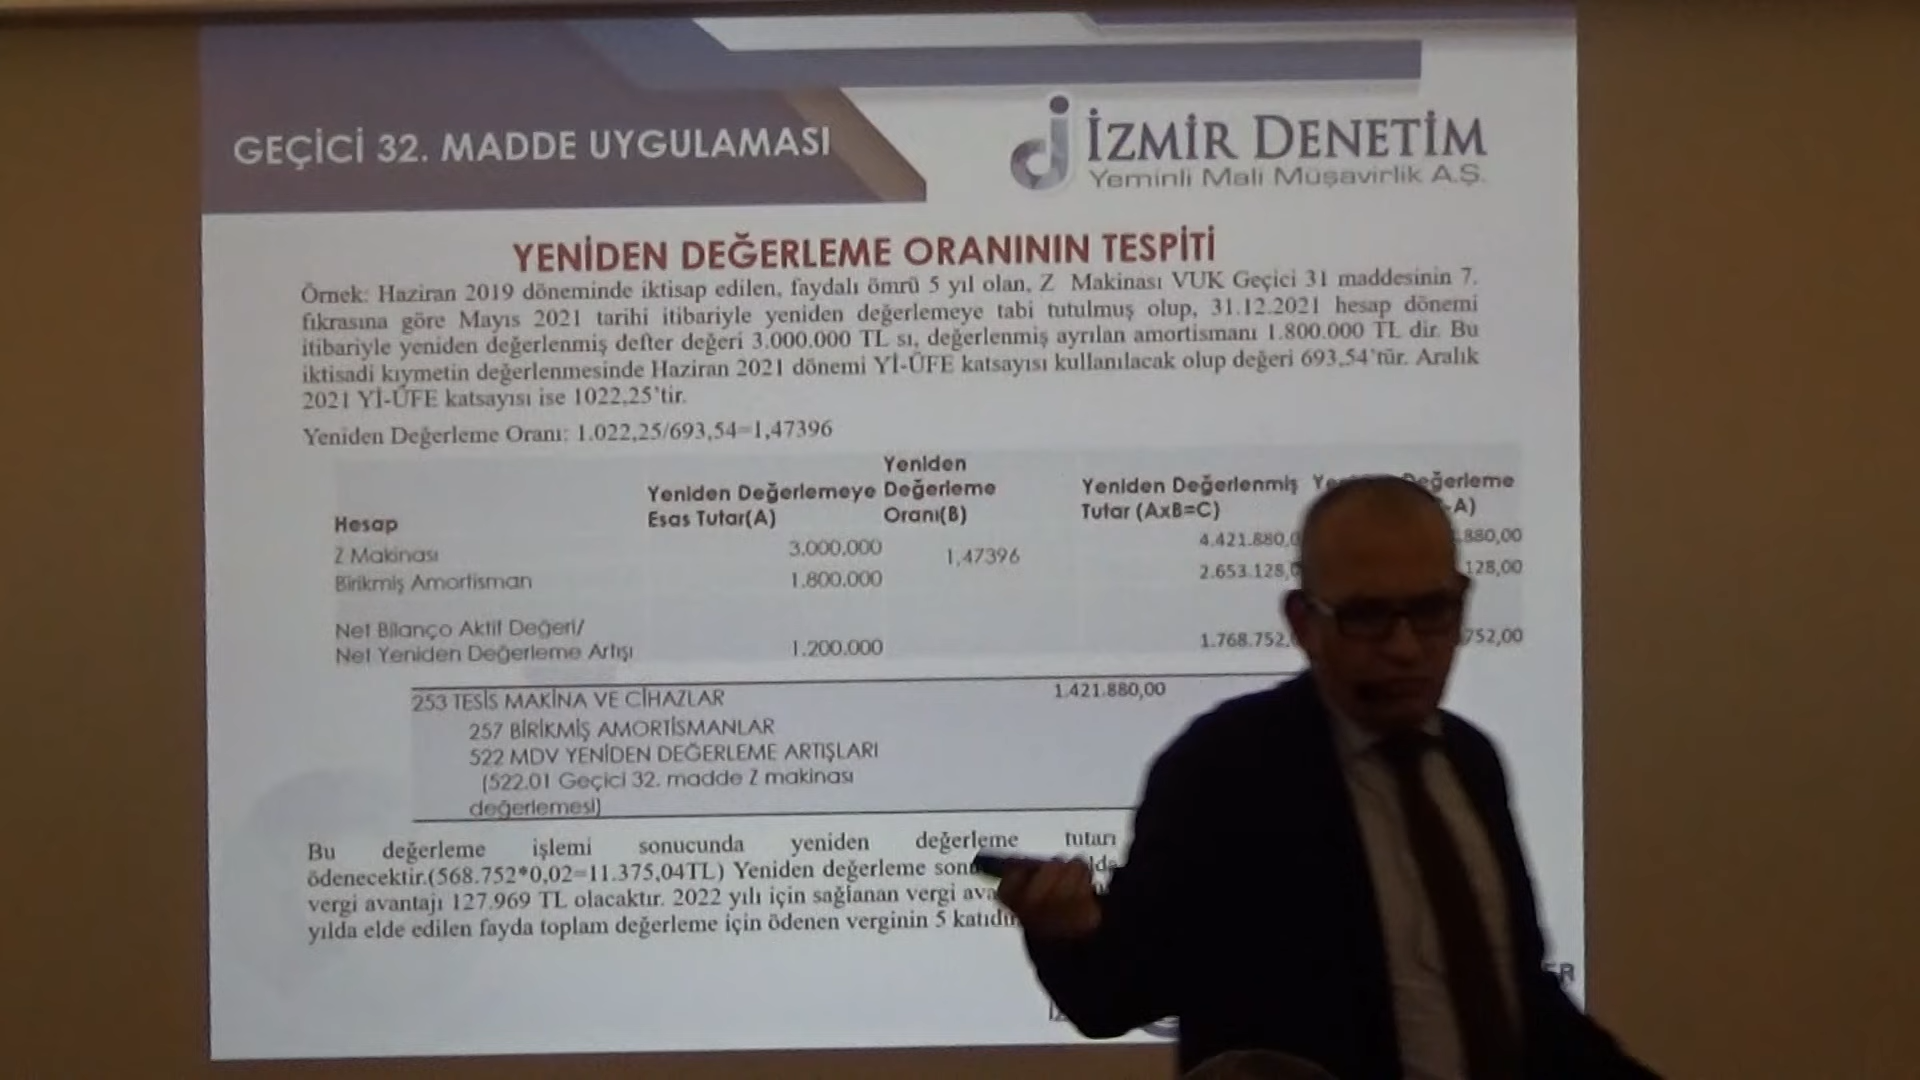 GEÇİCİ 32. MADDE UYGULAMASI
İZMİR DENETİM
Yeminli Mali Müşavirlik A.Ş.
YENİDEN DEĞERLEME ORANININ TESPİTİ
Örnek: Haziran 2019 döneminde iktisap edilen, faydalı ömrü 5 yıl olan, Z Makinası VUK Geçici 31 maddesinin 7.
fıkrasına göre Mayıs 2021 tarihi itibariyle yeniden değerlemeye tabi tutulmuş olup, 31.12.2021 hesap dönemi
itibariyle yeniden değerlenmiş defter değeri 3.000.000 TL sı, değerlenmiş ayrılan amortismanı 1.800.000 TL dir. Bu
iktisadi kıymetin değerlenmesinde Haziran 2021 dönemi Yİ-ÜFE katsayısı kullanılacak olup değeri 693,54'tür. Aralık
2021 Yİ-ÜFE katsayısı ise 1022,25'tir.
Yeniden Değerleme Oranı: 1.022,25/693,54=1,47396
Hesap
Yeniden Değerlemeye
Esas Tutar(A)
Yeniden
Değerleme
Oranı(B)
Yeniden Değerlenmiş
Tutar (AxB=C)
Değerleme
-A)
Z Makinası 3.000.000 1,47396 4.421.880,0 .880,00
Birikmiş Amortisman 1.800.000 2.653.128,0 128,00
Net Bilanço Aktif Değeri/
Net Yeniden Değerleme Artışı 1.200.000 1.768.752, 752,00
253 TESİS MAKİNA VE CİHAZLAR 1.421.880,00
257 BİRİKMİŞ AMORTİSMANLAR
522 MDV YENİDEN DEĞERLEME ARTIŞLARI
(522.01 Geçici 32. madde Z makinası
değerlemesi)
Bu değerleme işlemi sonucunda yeniden değerleme tutarı
ödenecektir.(568.752*0,02=11.375,04TL) Yeniden değerleme
vergi avantajı 127.969 TL olacaktır. 2022 yılı için sağlanan vergi
yılda elde edilen fayda toplam değerleme için ödenen verginin 5 katıdır